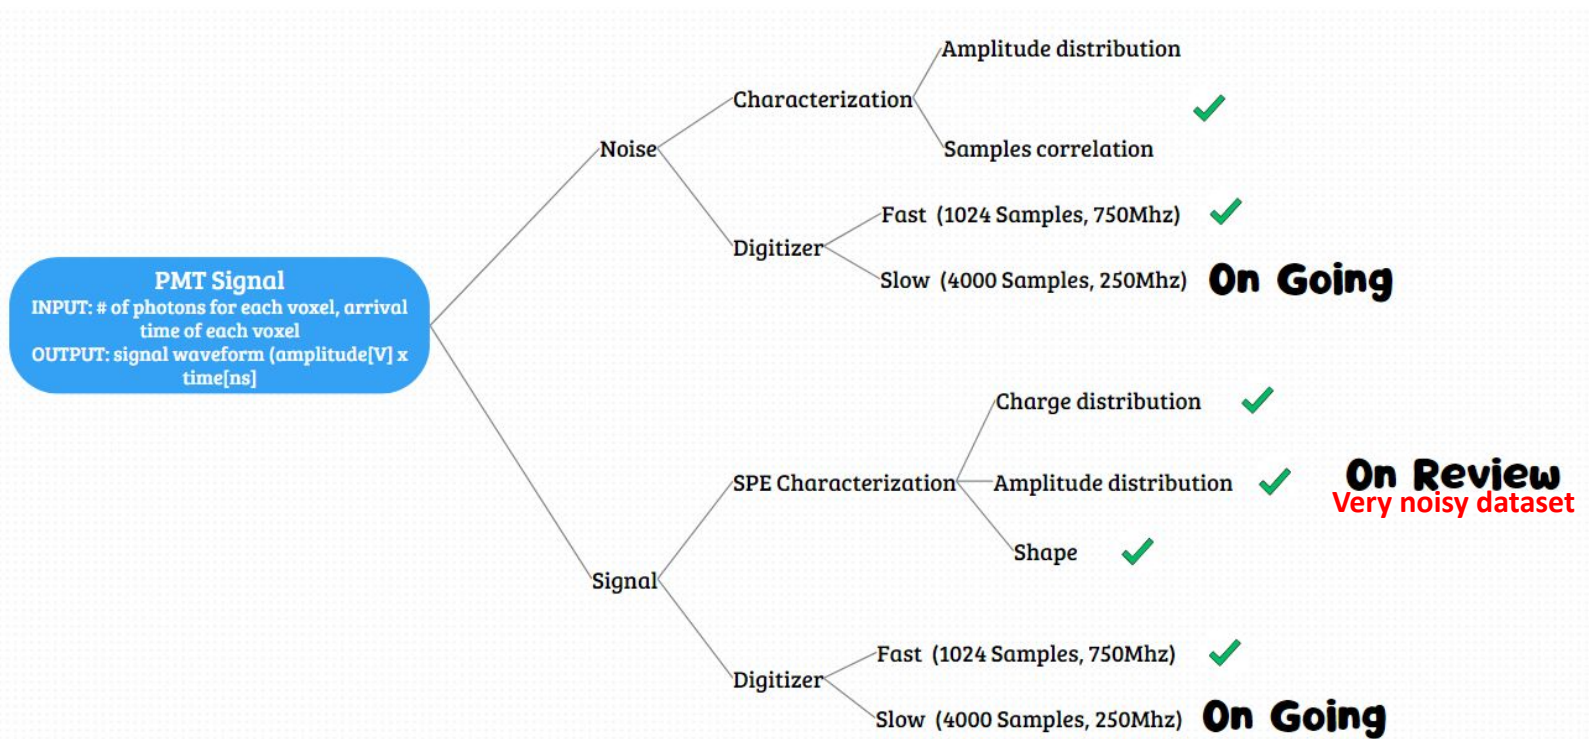 Amplitude distribution
Characterization
Samples correlation
Noise
Fast (1024 Samples, 750Mhz)
Digitizer
Slow (4000 Samples, 250Mhz) On Going
PMT Signal
INPUT: # of photons for each voxel, arrival
time of each voxel
OUTPUT: signal waveform (amplitude[V] x
time[ns]
Charge distribution
SPE Characterization
Amplitude distribution
On Review
Very noisy dataset
Shape
Signal
Fast (1024 Samples, 750Mhz)
Digitizer
Slow (4000 Samples, 250Mhz) On Going